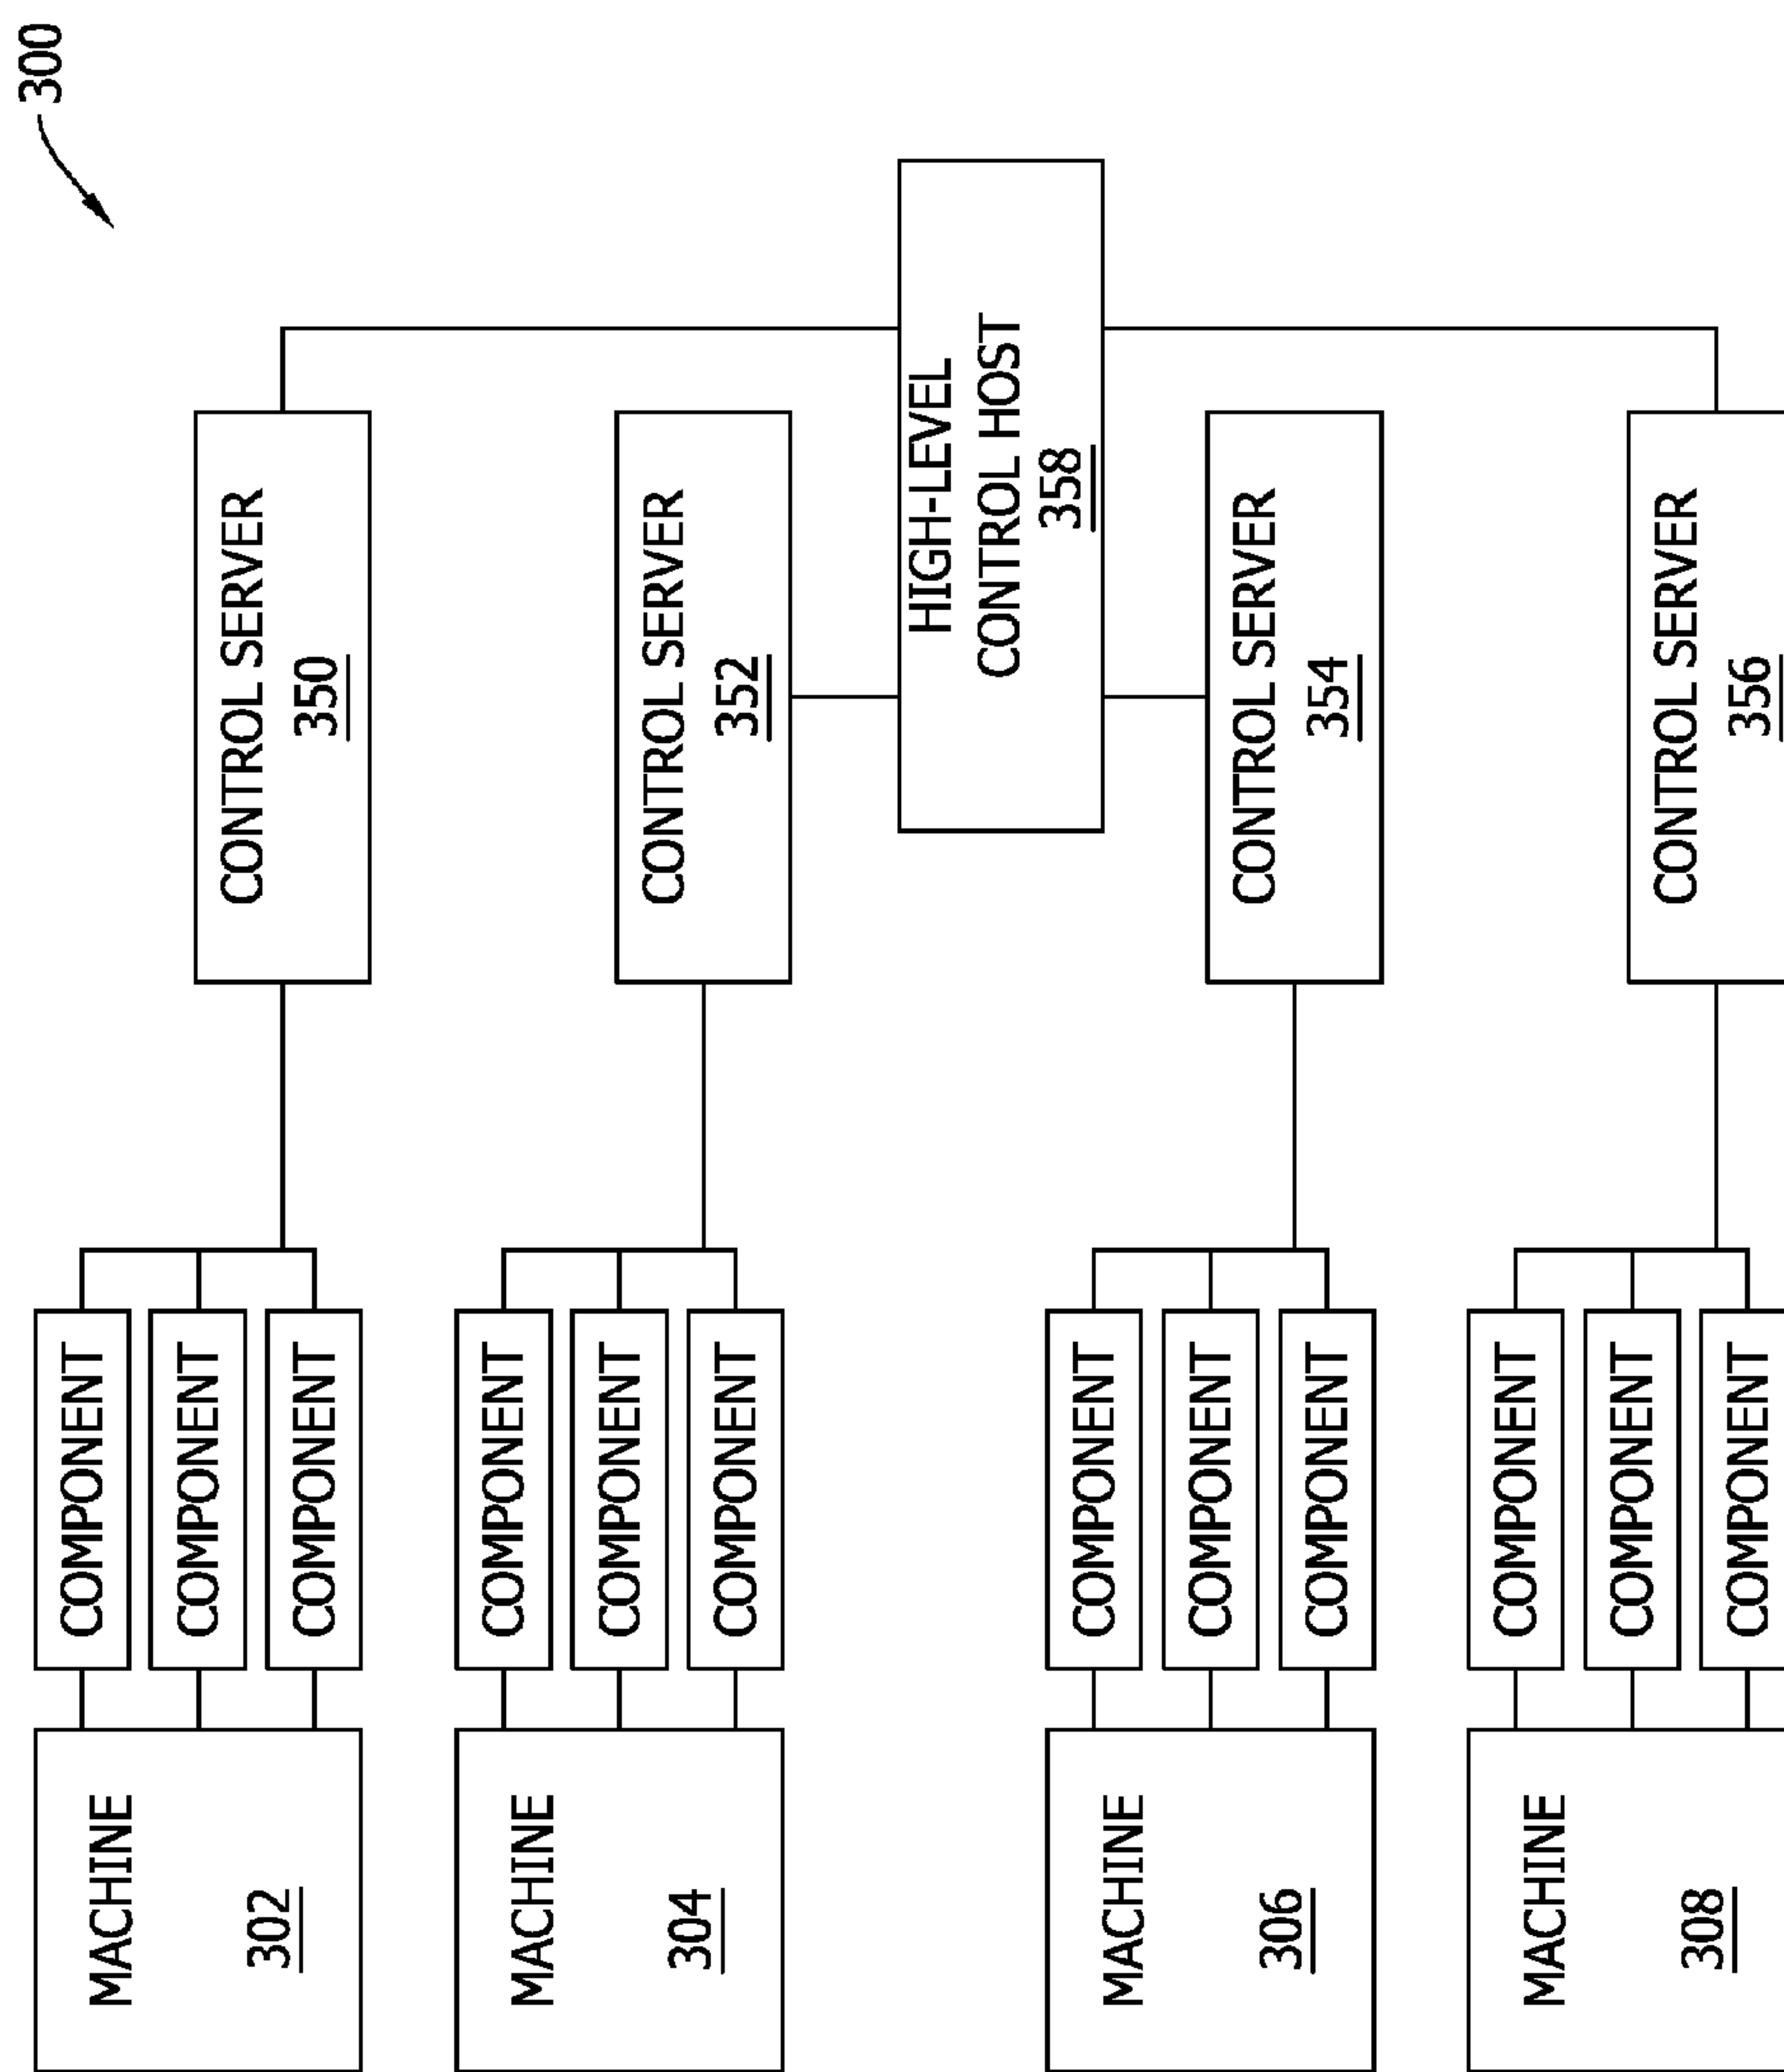 300
MACHINE
302
COMPONENT
COMPONENT
COMPONENT
CONTROL SERVER
350
MACHINE
304
COMPONENT
COMPONENT
COMPONENT
CONTROL SERVER
352
HIGH-LEVEL
CONTROL HOST
358
MACHINE
306
COMPONENT
COMPONENT
COMPONENT
CONTROL SERVER
354
MACHINE
308
COMPONENT
COMPONENT
COMPONENT
CONTROL SERVER
356